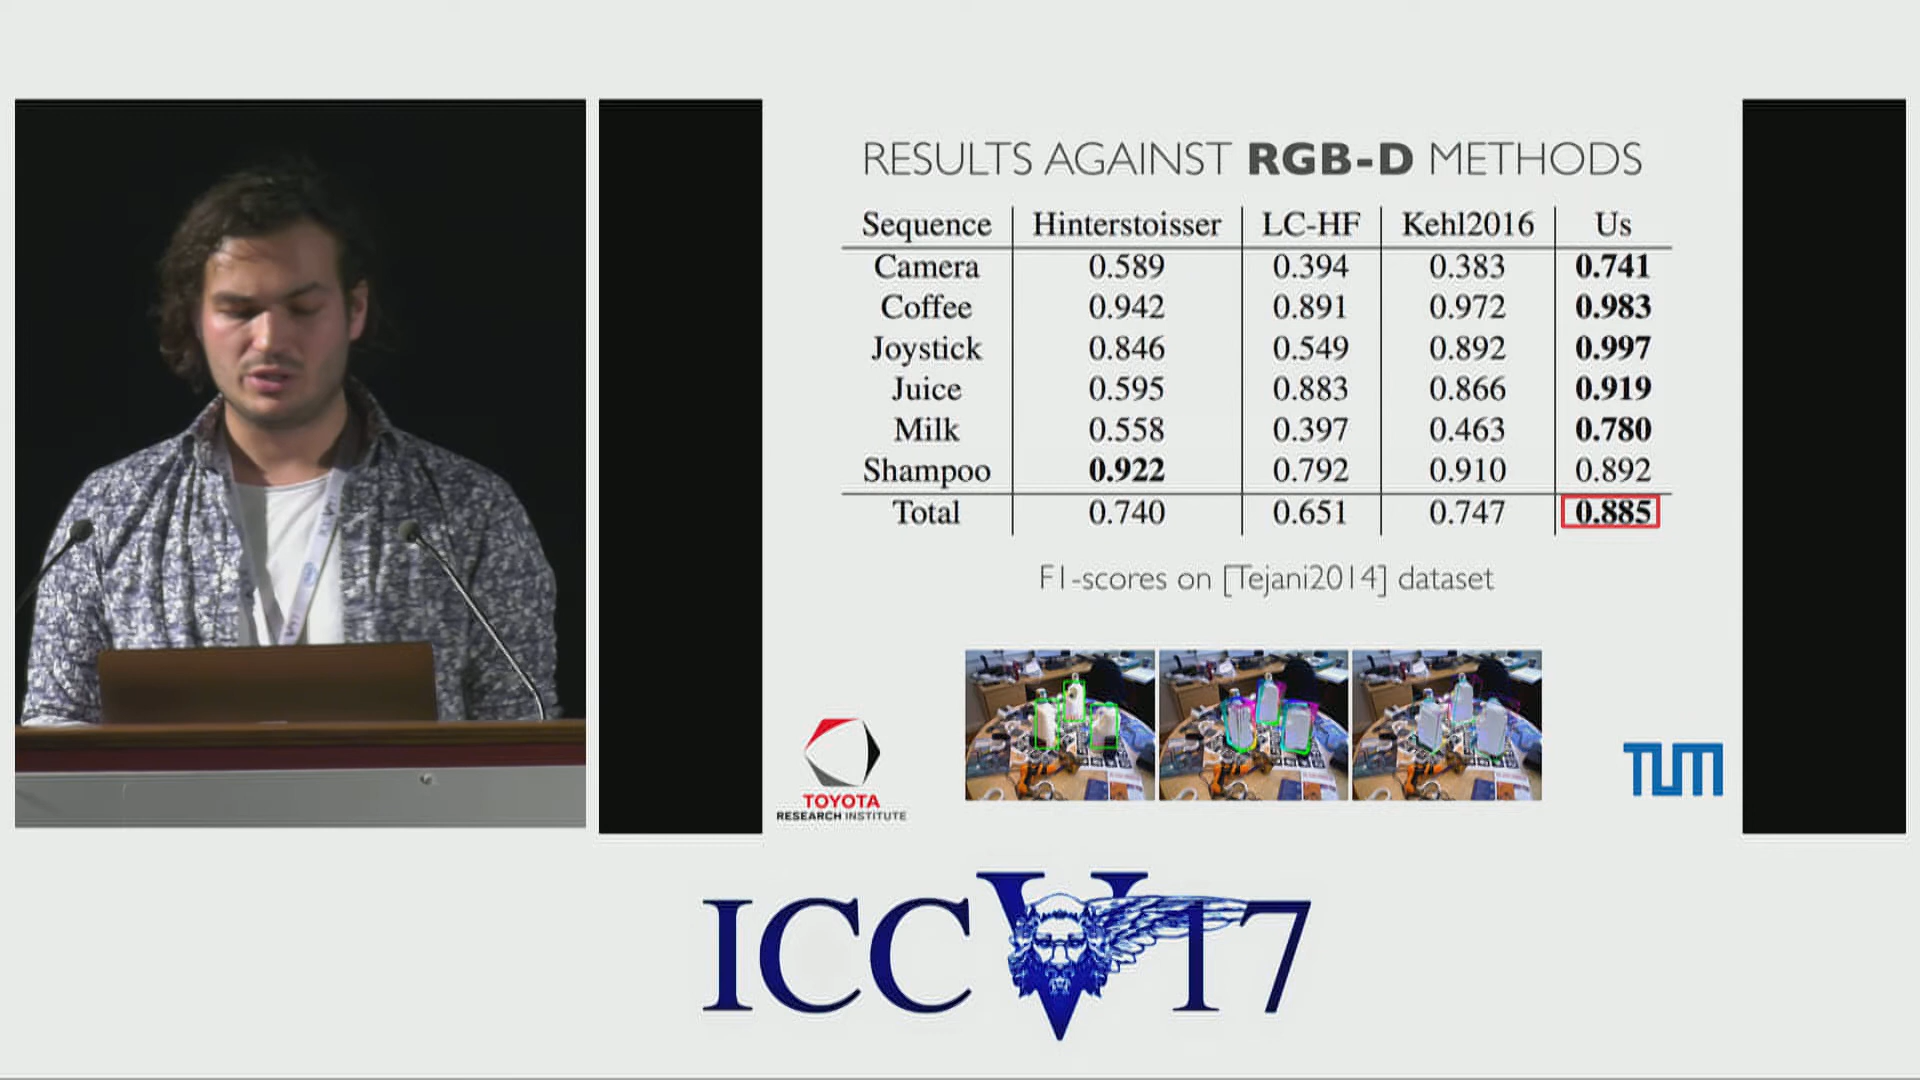 RESULTS AGAINST RGB-D METHODS
Sequence Hinterstoisser LC-HF Kehl2016 Us
Camera 0.589 0.394 0.383 0.741
Coffee 0.942 0.891 0.972 0.983
Joystick 0.846 0.549 0.892 0.997
Juice 0.595 0.883 0.866 0.919
Milk 0.558 0.397 0.463 0.780
Shampoo 0.922 0.792 0.910 0.892
Total 0.740 0.651 0.747 0.885
F1-scores on [Tejani2014] dataset
TOYOTA
RESEARCH INSTITUTE
TUM
ICCV17